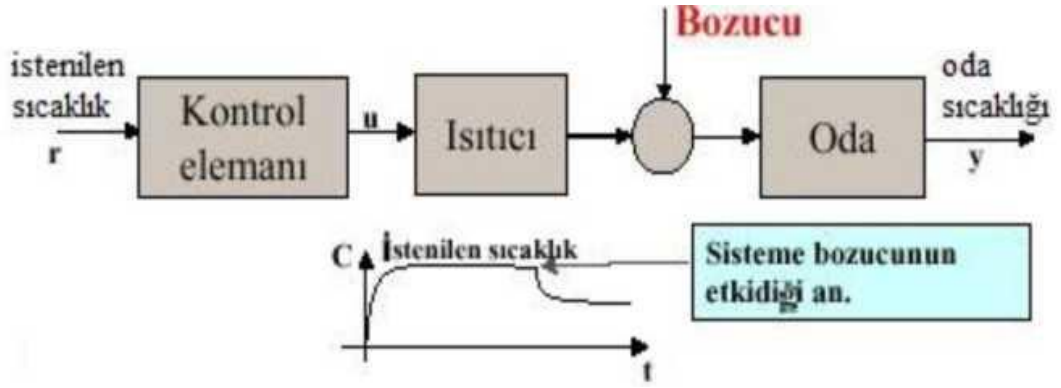 Bozucu
istenilen
sıcaklık
r
Kontrol
elemanı
u
Isıtıcı
Oda
oda
sıcaklığı
y
C
İstenilen sıcaklık
t
Sisteme bozucunun
etkidiği an.